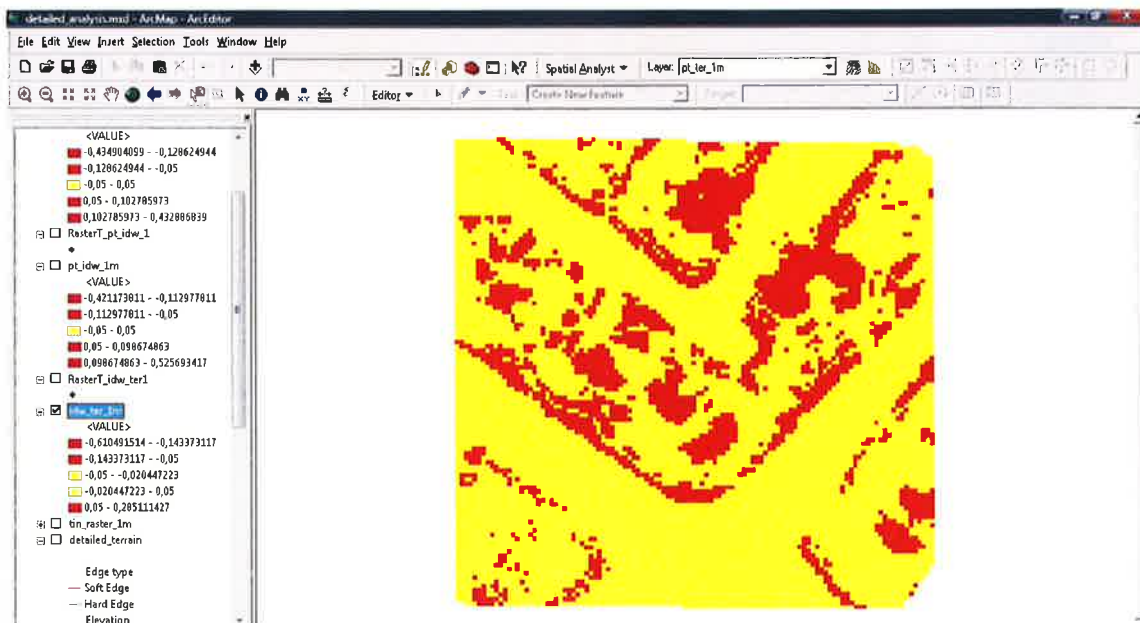 detailed_analysis.mxd - ArcMap - ArcEditor
File Edit View Insert Selection Tools Window Help
Spatial Analyst Layer: pt_ter_1m
Editor Create New Feature
<VALUE>
-0,434904099 - -0,128624944
-0,128624944 - -0,05
-0,05 - 0,05
0,05 - 0,102785973
0,102785973 - 0,432886839
RasterT_pt_idw_1
pt_idw_1m
<VALUE>
-0,421173811 - -0,112977811
-0,112977811 - -0,05
-0,05 - 0,05
0,05 - 0,098674863
0,098674863 - 0,525693417
RasterT_idw_ter1
idw_ter_1m
<VALUE>
-0,610491514 - -0,143373117
-0,143373117 - -0,05
-0,05 - -0,020447223
-0,020447223 - 0,05
0,05 - 0,285111427
tin_raster_1m
detailed_terrain
Edge type
Soft Edge
Hard Edge
Elevation